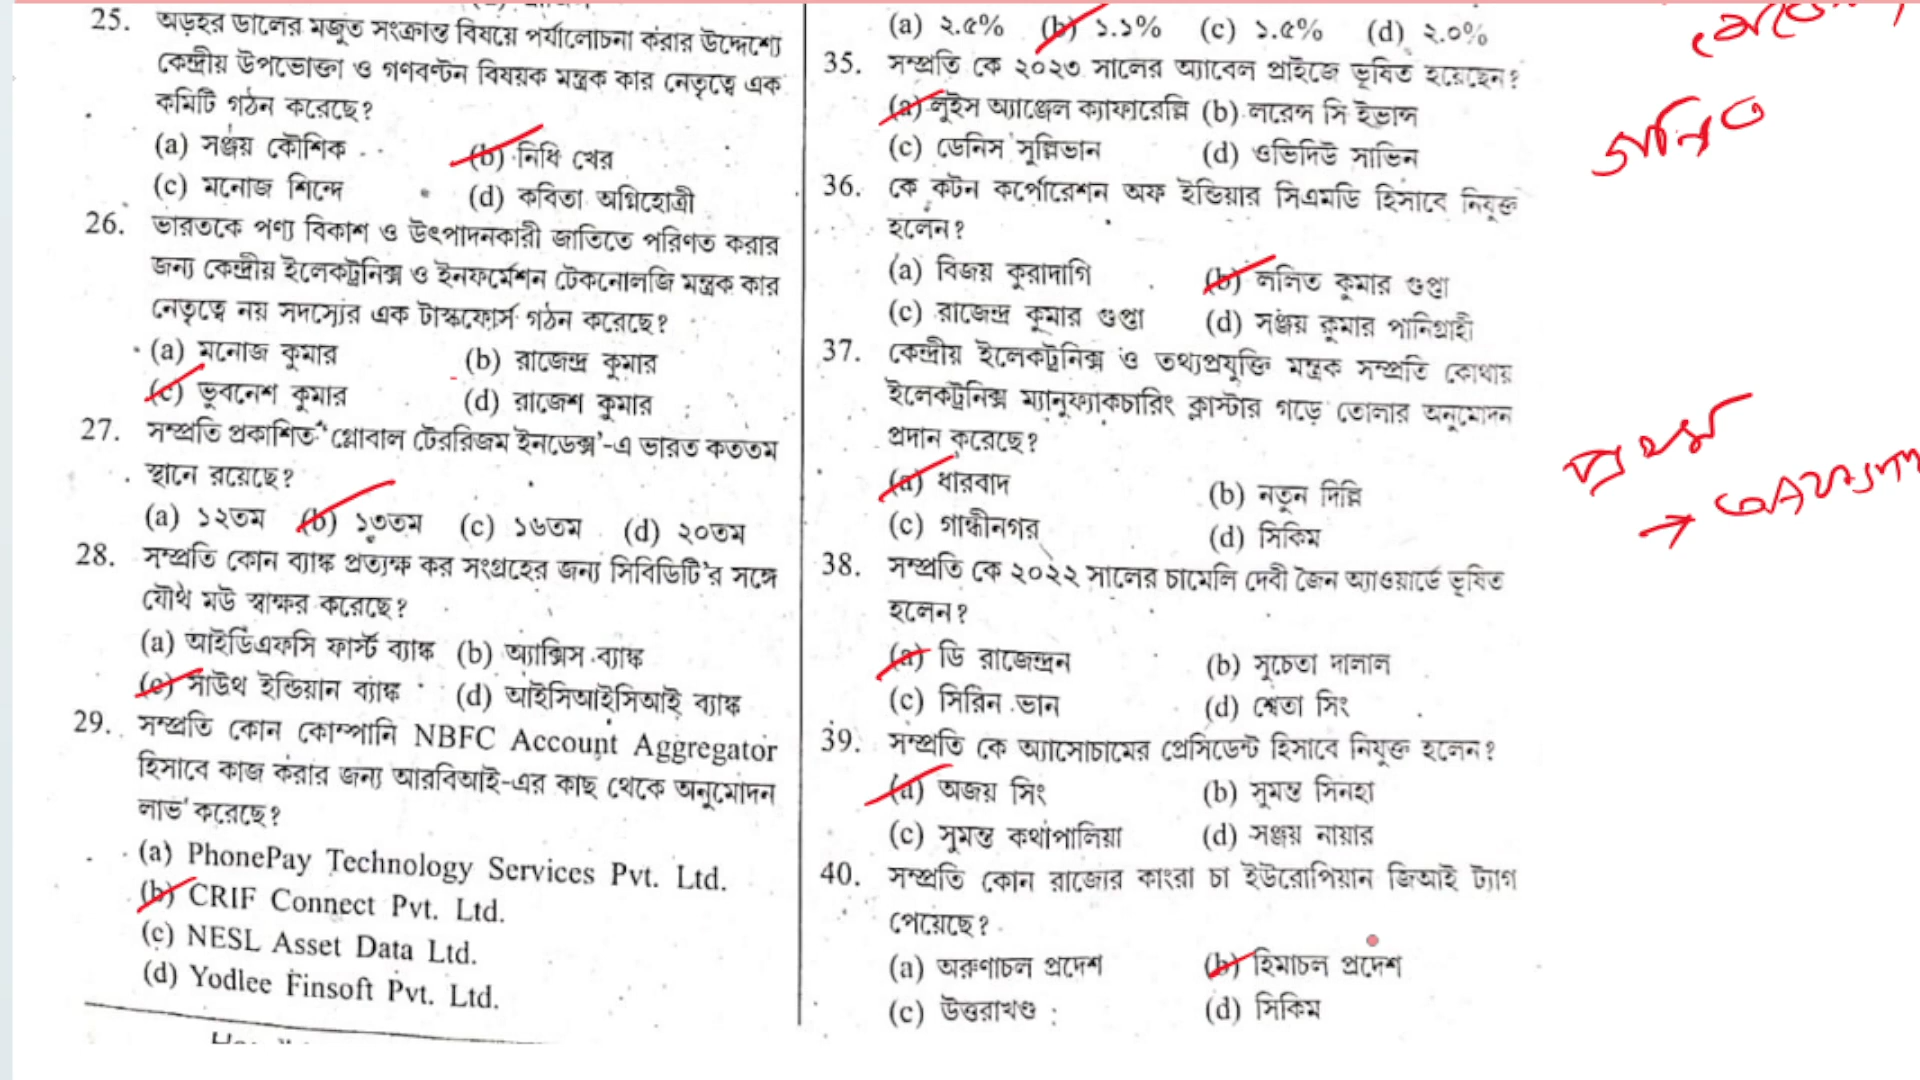 25. অড়হর ডালের মজুত সংক্রান্ত বিষয়ে পর্যালোচনা করার উদ্দেশ্যে
কেন্দ্রীয় উপভোক্তা ও গণবণ্টন বিষয়ক মন্ত্রক কার নেতৃত্বে এক
কমিটি গঠন করেছে?
(a) সঞ্জয় কৌশিক (b) নিধি খের
(c) মনোজ শিন্দে (d) কবিতা অগ্নিহোত্রী
26. ভারতকে পণ্য বিকাশ ও উৎপাদনকারী জাতিতে পরিণত করার
জন্য কেন্দ্রীয় ইলেকট্রনিক্স ও ইনফর্মেশন টেকনোলজি মন্ত্রক কার
নেতৃত্বে নয় সদস্যের এক টাস্কফোর্স গঠন করেছে?
(a) মনোজ কুমার (b) রাজেন্দ্র কুমার
(c) ভুবনেশ কুমার (d) রাজেশ কুমার
27. সম্প্রতি প্রকাশিত 'গ্লোবাল টেররিজম ইনডেক্স'-এ ভারত কততম
স্থানে রয়েছে?
(a) ১২তম (b) ১৩তম (c) ১৬তম (d) ২০তম
28. সম্প্রতি কোন ব্যাঙ্ক প্রত্যক্ষ কর সংগ্রহের জন্য সিবিডিটি'র সঙ্গে
যৌথ মউ স্বাক্ষর করেছে?
(a) আইডিএফসি ফার্স্ট ব্যাঙ্ক (b) অ্যাক্সিস ব্যাঙ্ক
(c) সাউথ ইন্ডিয়ান ব্যাঙ্ক (d) আইসিআইসিআই ব্যাঙ্ক
29. সম্প্রতি কোন কোম্পানি NBFC Account Aggregator
হিসাবে কাজ করার জন্য আরবিআই-এর কাছ থেকে অনুমোদন
লাভ করেছে?
(a) PhonePay Technology Services Pvt. Ltd.
(b) CRIF Connect Pvt. Ltd.
(c) NESL Asset Data Ltd.
(d) Yodlee Finsoft Pvt. Ltd.
(a) ২.৫% (b) ১.১% (c) ১.৫% (d) ২.০%
35. সম্প্রতি কে ২০২৩ সালের অ্যাবেল প্রাইজে ভূষিত হয়েছেন?
(a) লুইস অ্যাঞ্জেল ক্যাফারেল্লি (b) লরেন্স সি ইভান্স
(c) ডেনিস সুল্লিভান (d) ওভিদিউ সাভিন
36. কে কটন কর্পোরেশন অফ ইন্ডিয়ার সিএমডি হিসাবে নিযুক্ত
হলেন?
(a) বিজয় কুরাদাগি (b) ললিত কুমার গুপ্তা
(c) রাজেন্দ্র কুমার গুপ্তা (d) সঞ্জয় কুমার পানিগ্রাহী
37. কেন্দ্রীয় ইলেকট্রনিক্স ও তথ্যপ্রযুক্তি মন্ত্রক সম্প্রতি কোথায়
ইলেকট্রনিক্স ম্যানুফ্যাকচারিং ক্লাস্টার গড়ে তোলার অনুমোদন
প্রদান করেছে?
(a) ধারবাদ (b) নতুন দিল্লি
(c) গান্ধীনগর (d) সিকিম
38. সম্প্রতি কে ২০২২ সালের চামেলি দেবী জৈন অ্যাওয়ার্ডে ভূষিত
হলেন?
(a) ডি রাজেন্দ্রন (b) সুচেতা দালাল
(c) সিরিন ভান (d) শ্বেতা সিং
39. সম্প্রতি কে অ্যাসোচামের প্রেসিডেন্ট হিসাবে নিযুক্ত হলেন?
(a) অজয় সিং (b) সুমন্ত সিনহা
(c) সুমন্ত কথাপালিয়া (d) সঞ্জয় নায়ার
40. সম্প্রতি কোন রাজ্যের কাংরা চা ইউরোপিয়ান জিআই ট্যাগ
পেয়েছে?
(a) অরুণাচল প্রদেশ (b) হিমাচল প্রদেশ
(c) উত্তরাখণ্ড (d) সিকিম
গনিত
প্রথম